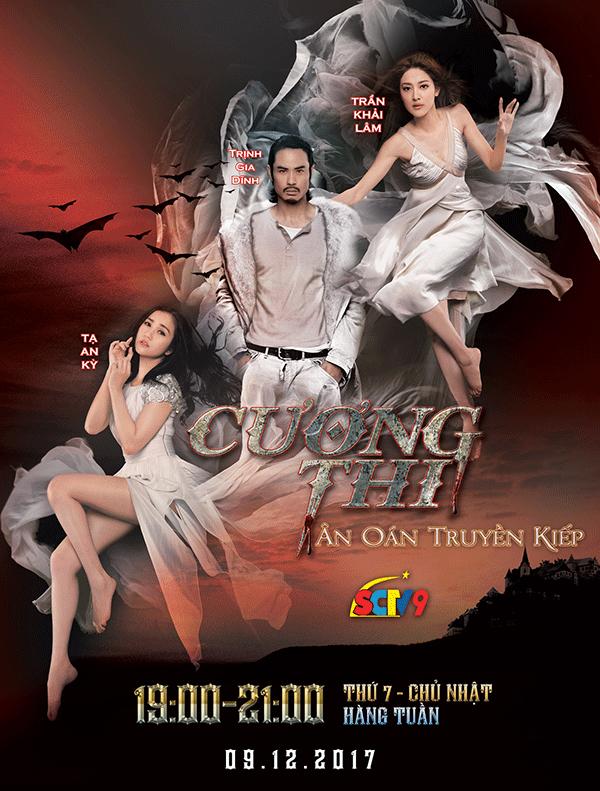 TRẦN
KHẢI
LÂM
TRỊNH
GIA
DĨNH
TẠ
AN
KỲ
CƯƠNG
THI
ÂN OÁN TRUYỀN KIẾP
SCTV9
19:00-21:00
THỨ 7 - CHỦ NHẬT
HÀNG TUẦN
09.12.2017